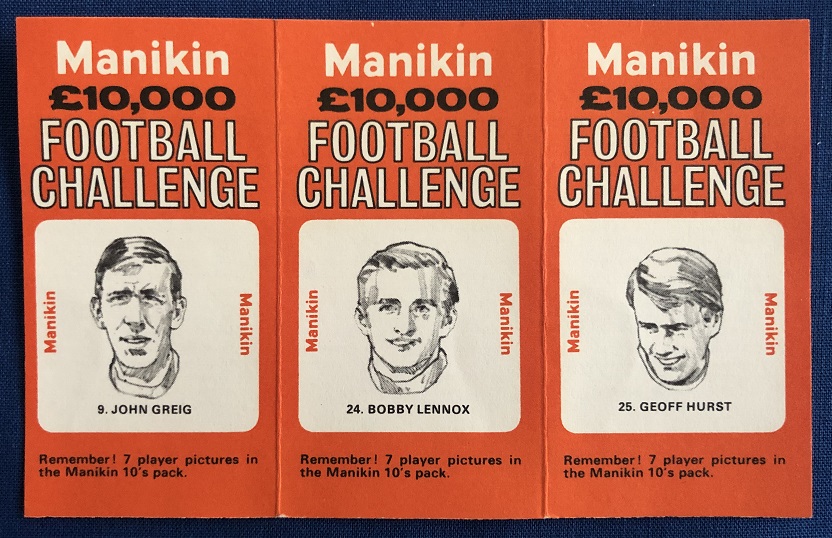 Manikin
£10,000
FOOTBALL
CHALLENGE
Manikin
Manikin
9. JOHN GREIG
Remember! 7 player pictures in
the Manikin 10's pack.
Manikin
£10,000
FOOTBALL
CHALLENGE
Manikin
Manikin
24. BOBBY LENNOX
Remember! 7 player pictures in
the Manikin 10's pack.
Manikin
£10,000
FOOTBALL
CHALLENGE
Manikin
Manikin
25. GEOFF HURST
Remember! 7 player pictures in
the Manikin 10's pack.